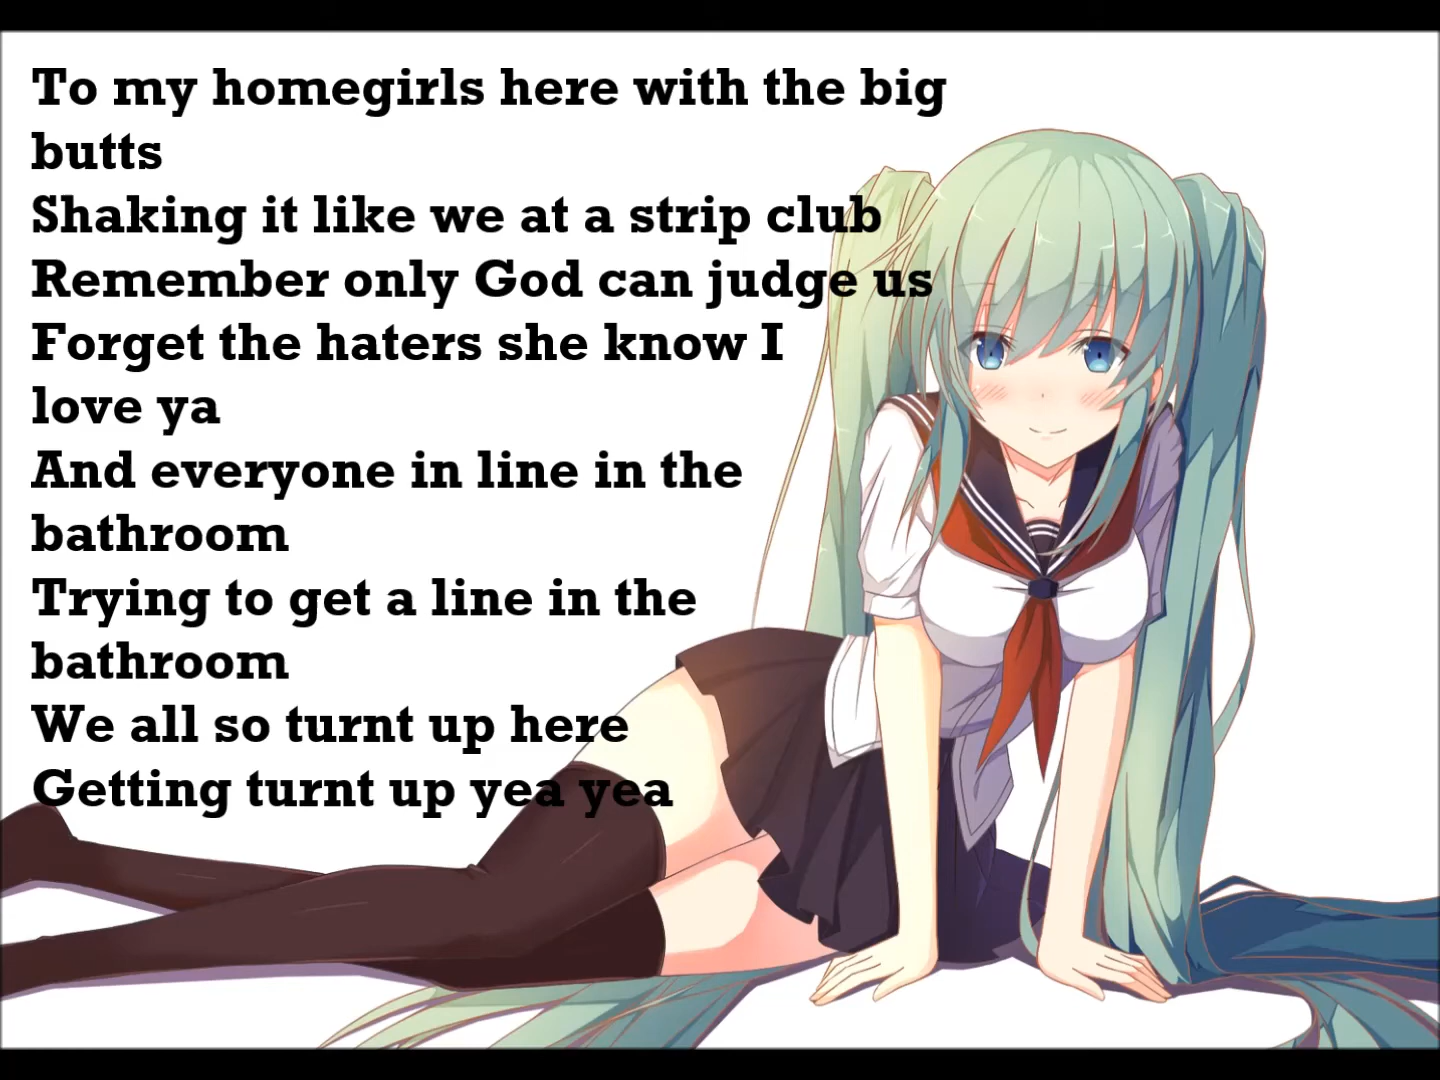 To my homegirls here with the big
butts
Shaking it like we at a strip club
Remember only God can judge us
Forget the haters she know I
love ya
And everyone in line in the
bathroom
Trying to get a line in the
bathroom
We all so turnt up here
Getting turnt up yea yea